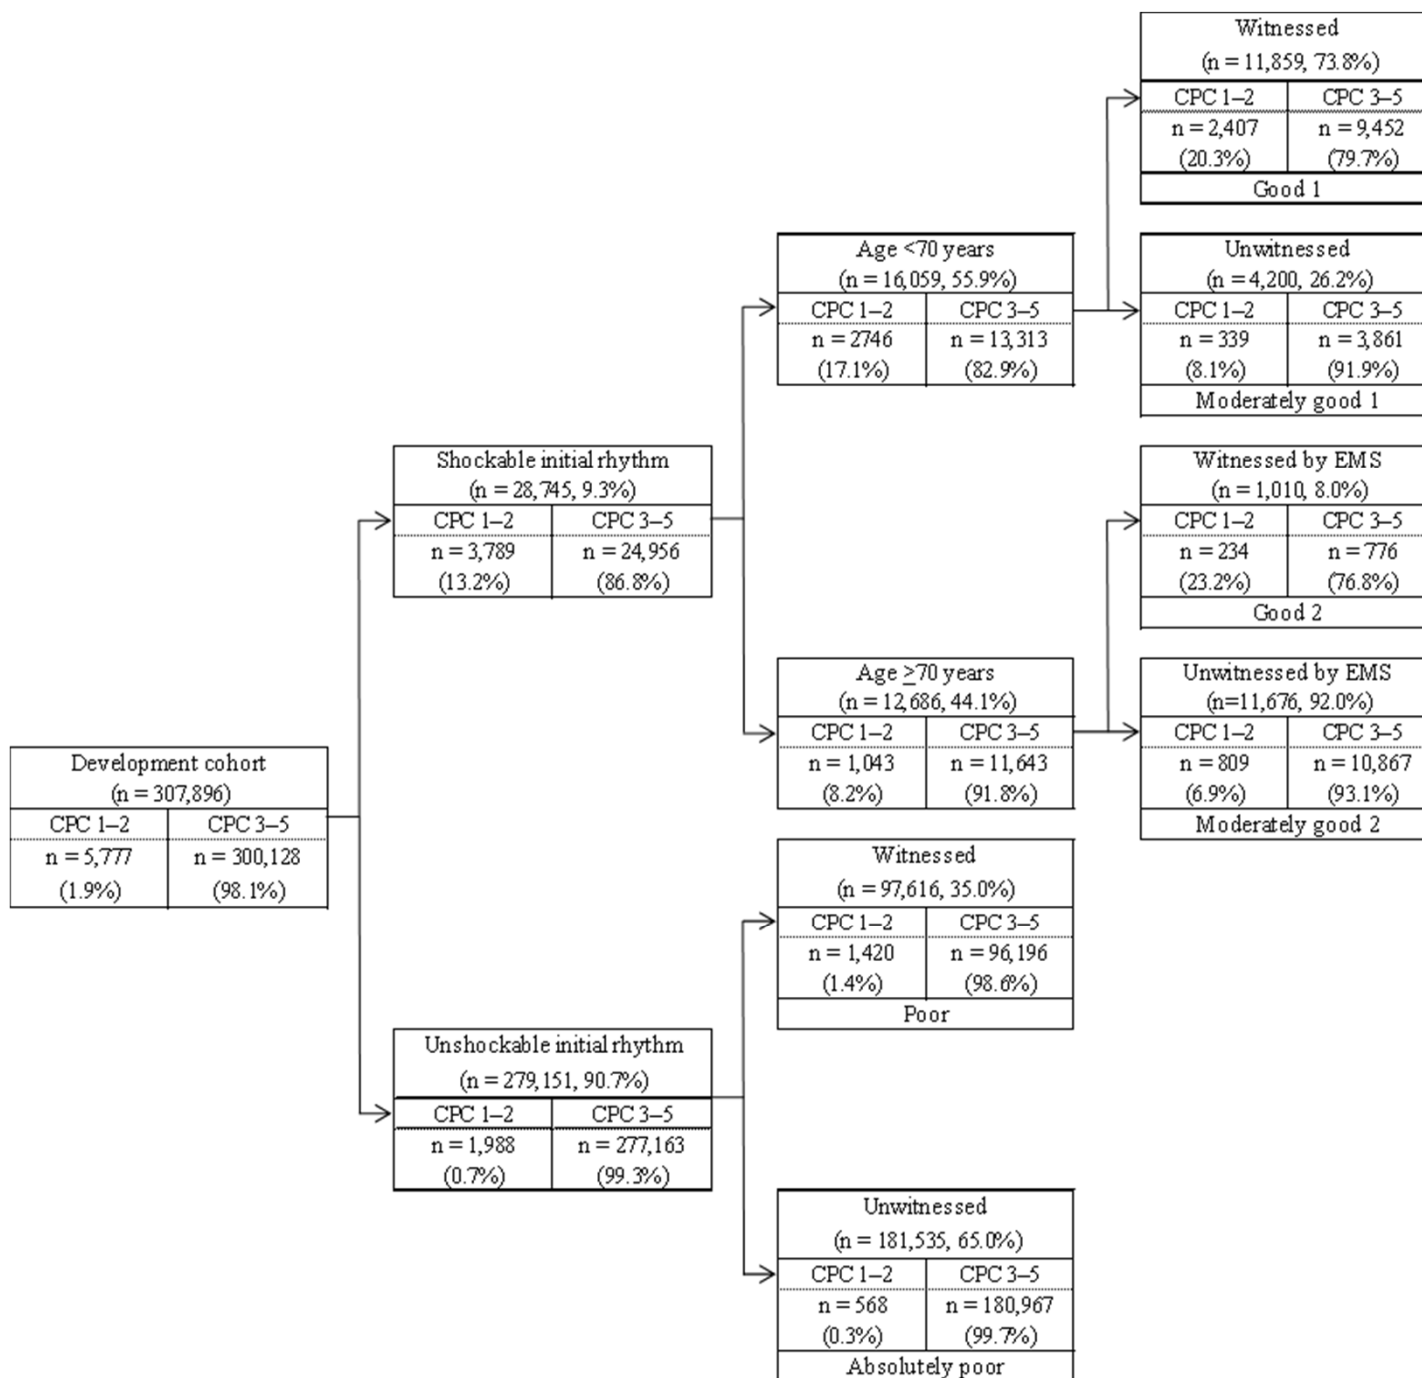 Witnessed
(n = 11,859, 73.8%)
CPC 1–2 CPC 3–5
n = 2,407 n = 9,452
(20.3%) (79.7%)
Good 1
Age <70 years
(n = 16,059, 55.9%)
CPC 1–2 CPC 3–5
n = 2746 n = 13,313
(17.1%) (82.9%)
Unwitnessed
(n = 4,200, 26.2%)
CPC 1–2 CPC 3–5
n = 339 n = 3,861
(8.1%) (91.9%)
Moderately good 1
Shockable initial rhythm
(n = 28,745, 9.3%)
CPC 1–2 CPC 3–5
n = 3,789 n = 24,956
(13.2%) (86.8%)
Witnessed by EMS
(n = 1,010, 8.0%)
CPC 1–2 CPC 3–5
n = 234 n = 776
(23.2%) (76.8%)
Good 2
Age ≥70 years
(n = 12,686, 44.1%)
CPC 1–2 CPC 3–5
n = 1,043 n = 11,643
(8.2%) (91.8%)
Unwitnessed by EMS
(n=11,676, 92.0%)
CPC 1–2 CPC 3–5
n = 809 n = 10,867
(6.9%) (93.1%)
Moderately good 2
Development cohort
(n = 307,896)
CPC 1–2 CPC 3–5
n = 5,777 n = 300,128
(1.9%) (98.1%)
Witnessed
(n = 97,616, 35.0%)
CPC 1–2 CPC 3–5
n = 1,420 n = 96,196
(1.4%) (98.6%)
Poor
Unshockable initial rhythm
(n = 279,151, 90.7%)
CPC 1–2 CPC 3–5
n = 1,988 n = 277,163
(0.7%) (99.3%)
Unwitnessed
(n = 181,535, 65.0%)
CPC 1–2 CPC 3–5
n = 568 n = 180,967
(0.3%) (99.7%)
Absolutely poor